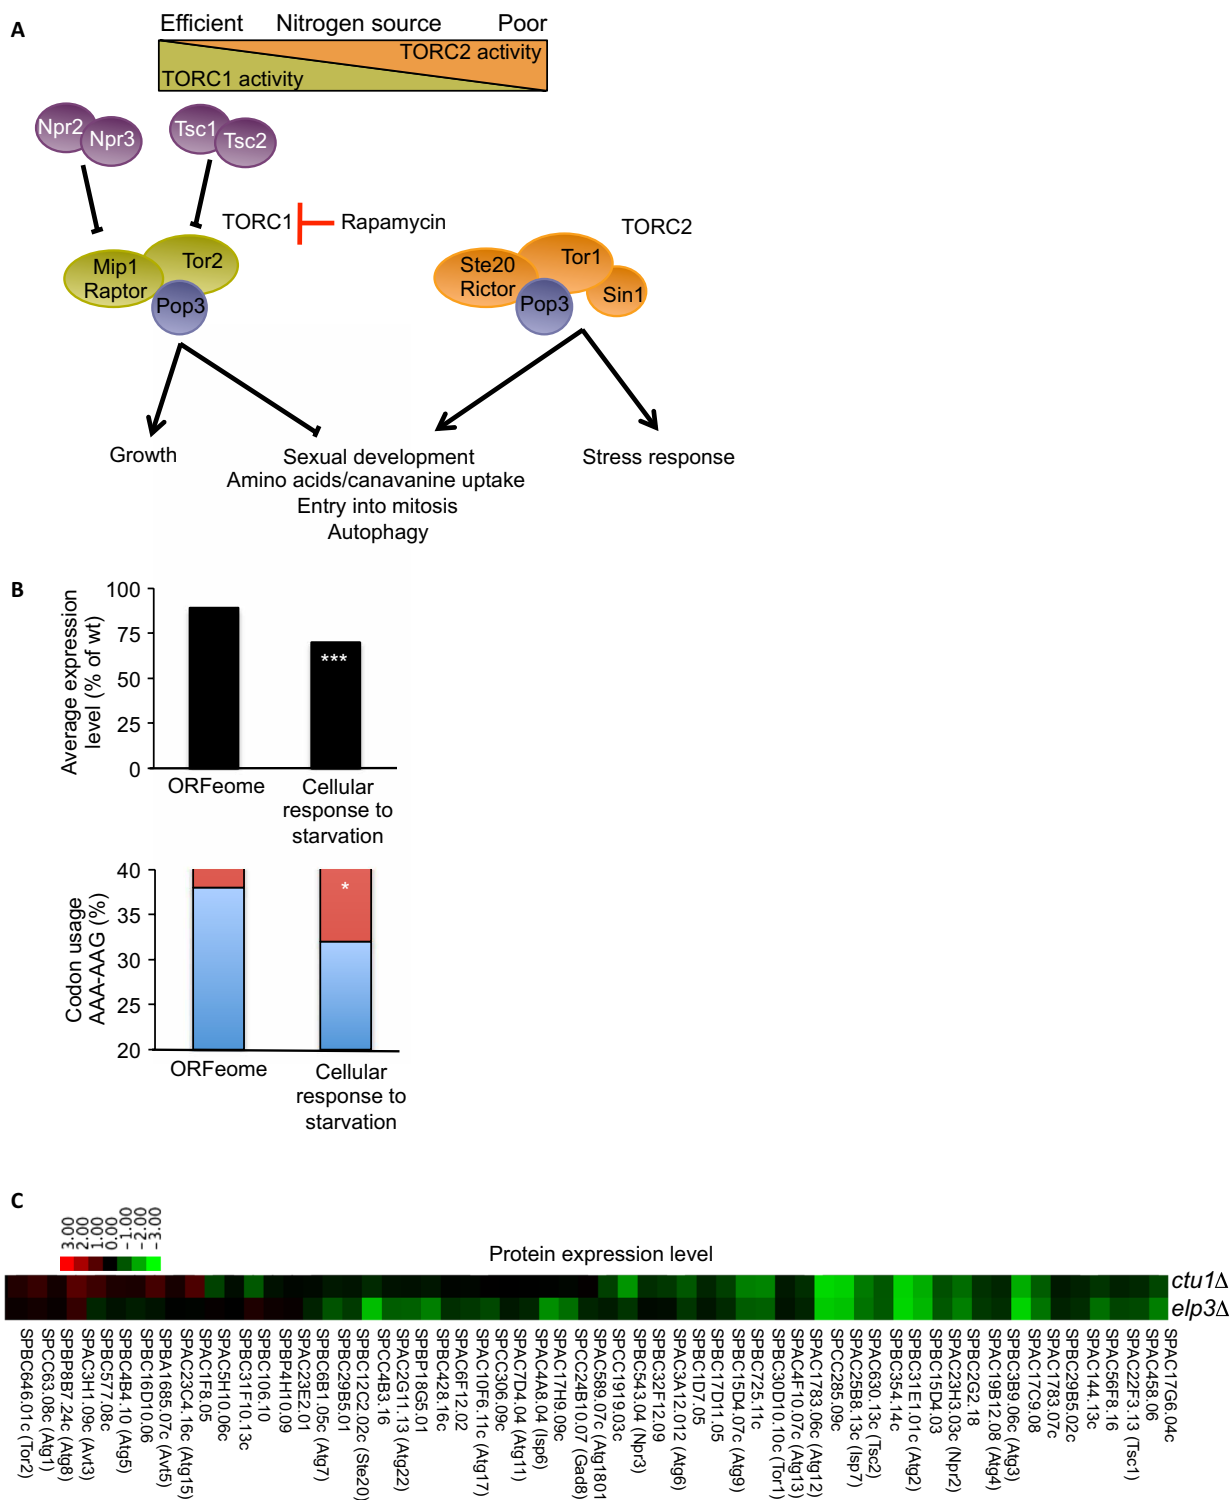 A
Efficient Nitrogen source Poor
TORC2 activity
TORC1 activity
Npr2
Npr3
Tsc1
Tsc2
TORC1
Rapamycin
TORC2
Mip1
Raptor
Tor2
Pop3
Ste20
Rictor
Tor1
Pop3
Sin1
Growth
Sexual development
Amino acids/canavanine uptake
Entry into mitosis
Autophagy
Stress response
B
Average expression
level (% of wt)
100
75
50
25
0
***
ORFeome
Cellular
response to
starvation
Codon usage
AAA-AAG (%)
40
35
30
25
20
*
ORFeome
Cellular
response to
starvation
C
3.00
2.00
1.00
0.00
-1.00
-2.00
-3.00
Protein expression level
ctu1Δ
elp3Δ
SPBC646.01c (Tor2)
SPCC63.08c (Atg1)
SPBP8B7.24c (Atg8)
SPAC3H1.09c (Avt3)
SPBC577.08c
SPBC4B4.10 (Atg5)
SPBC16D10.06
SPBA1685.07c (Avt5)
SPAC23C4.16c (Atg15)
SPAC1F8.05
SPAC5H10.06c
SPBC31F10.13c
SPBC106.10
SPBP4H10.09
SPAC23E2.01
SPBC6B1.05c (Atg7)
SPBC29B5.01
SPBC12C2.02c (Ste20)
SPCC4B3.16
SPAC2G11.13 (Atg22)
SPBP18G5.01
SPBC428.16c
SPAC6F12.02
SPAC10F6.11c (Atg17)
SPCC306.09c
SPAC7D4.04 (Atg11)
SPAC4A8.04 (Isp6)
SPAC17H9.09c
SPCC24B10.07 (Gad8)
SPAC589.07c (Atg1801
SPCC1919.03c
SPBC543.04 (Npr3)
SPBC32F12.09
SPAC3A12.012 (Atg6)
SPBC1D7.05
SPBC17D11.05
SPBC15D4.07c (Atg9)
SPBC725.11c
SPBC30D10.10c (Tor1)
SPAC4F10.07c (Atg13)
SPAC1783.06c (Atg12)
SPCC285.09c
SPAC25B8.13c (Isp7)
SPAC630.13c (Tsc2)
SPBC354.14c
SPBC31E1.01c (Atg2)
SPBC15D4.03
SPAC23H3.03c (Npr2)
SPBC2G2.18
SPAC19B12.08 (Atg4)
SPBC3B9.06c (Atg3)
SPAC17C9.08
SPAC1783.07c
SPBC29B5.02c
SPAC144.13c
SPAC56F8.16
SPAC22F3.13 (Tsc1)
SPAC458.06
SPAC17G6.04c